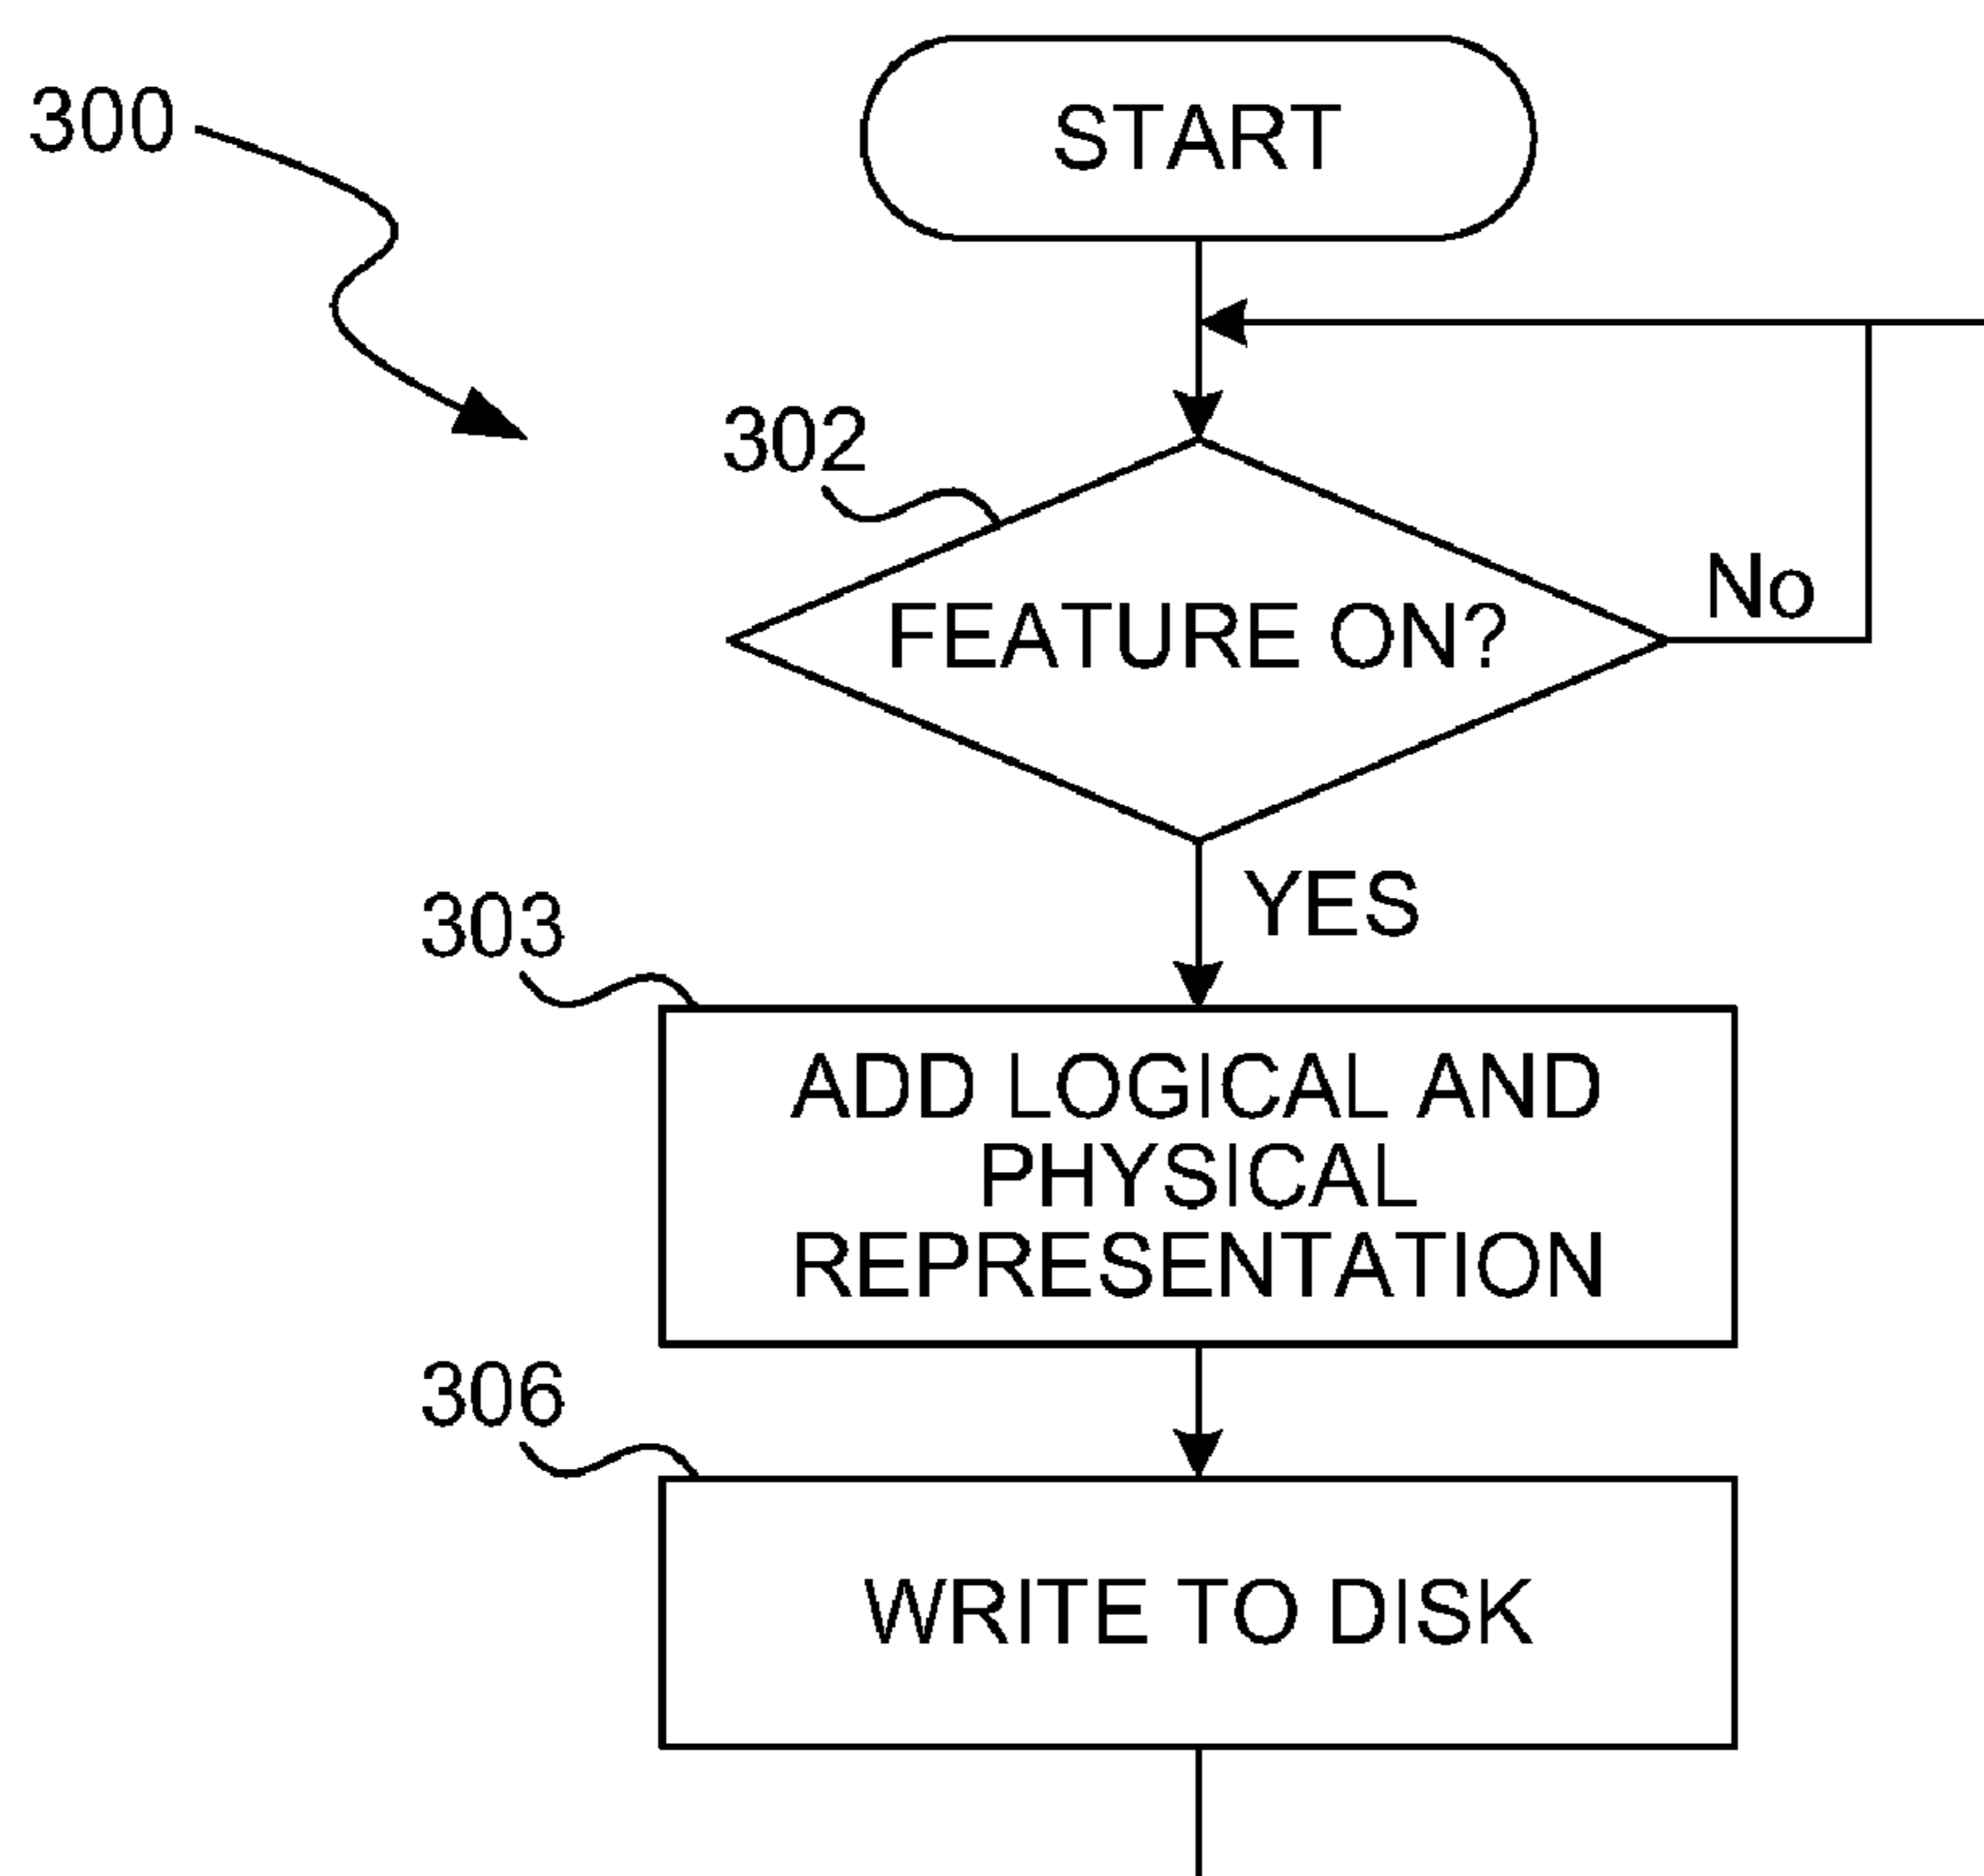 300
START
302
FEATURE ON?
No
YES
303
ADD LOGICAL AND
PHYSICAL
REPRESENTATION
306
WRITE TO DISK